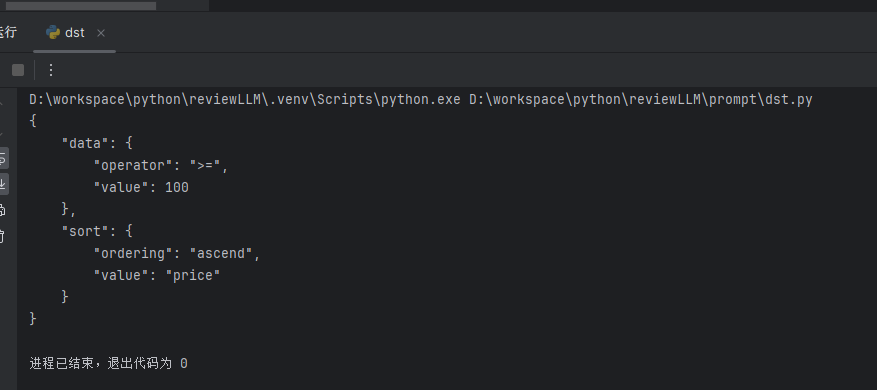 运行
dst
D:\workspace\python\reviewLLM\.venv\Scripts\python.exe D:\workspace\python\reviewLLM\prompt\dst.py
{
    "data": {
        "operator": ">=",
        "value": 100
    },
    "sort": {
        "ordering": "ascend",
        "value": "price"
    }
}
进程已结束，退出代码为 0